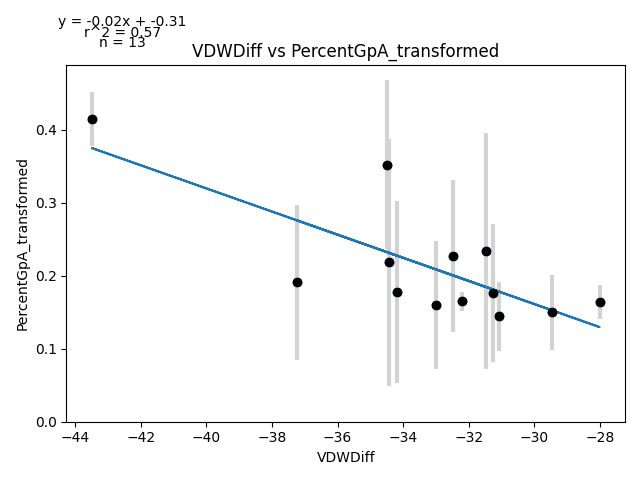 y = -0.02x + -0.31
r^2 = 0.57
n = 13
VDWDiff vs PercentGpA_transformed
PercentGpA_transformed
0.4
0.3
0.2
0.1
0.0
−44 −42 −40 −38 −36 −34 −32 −30 −28
VDWDiff